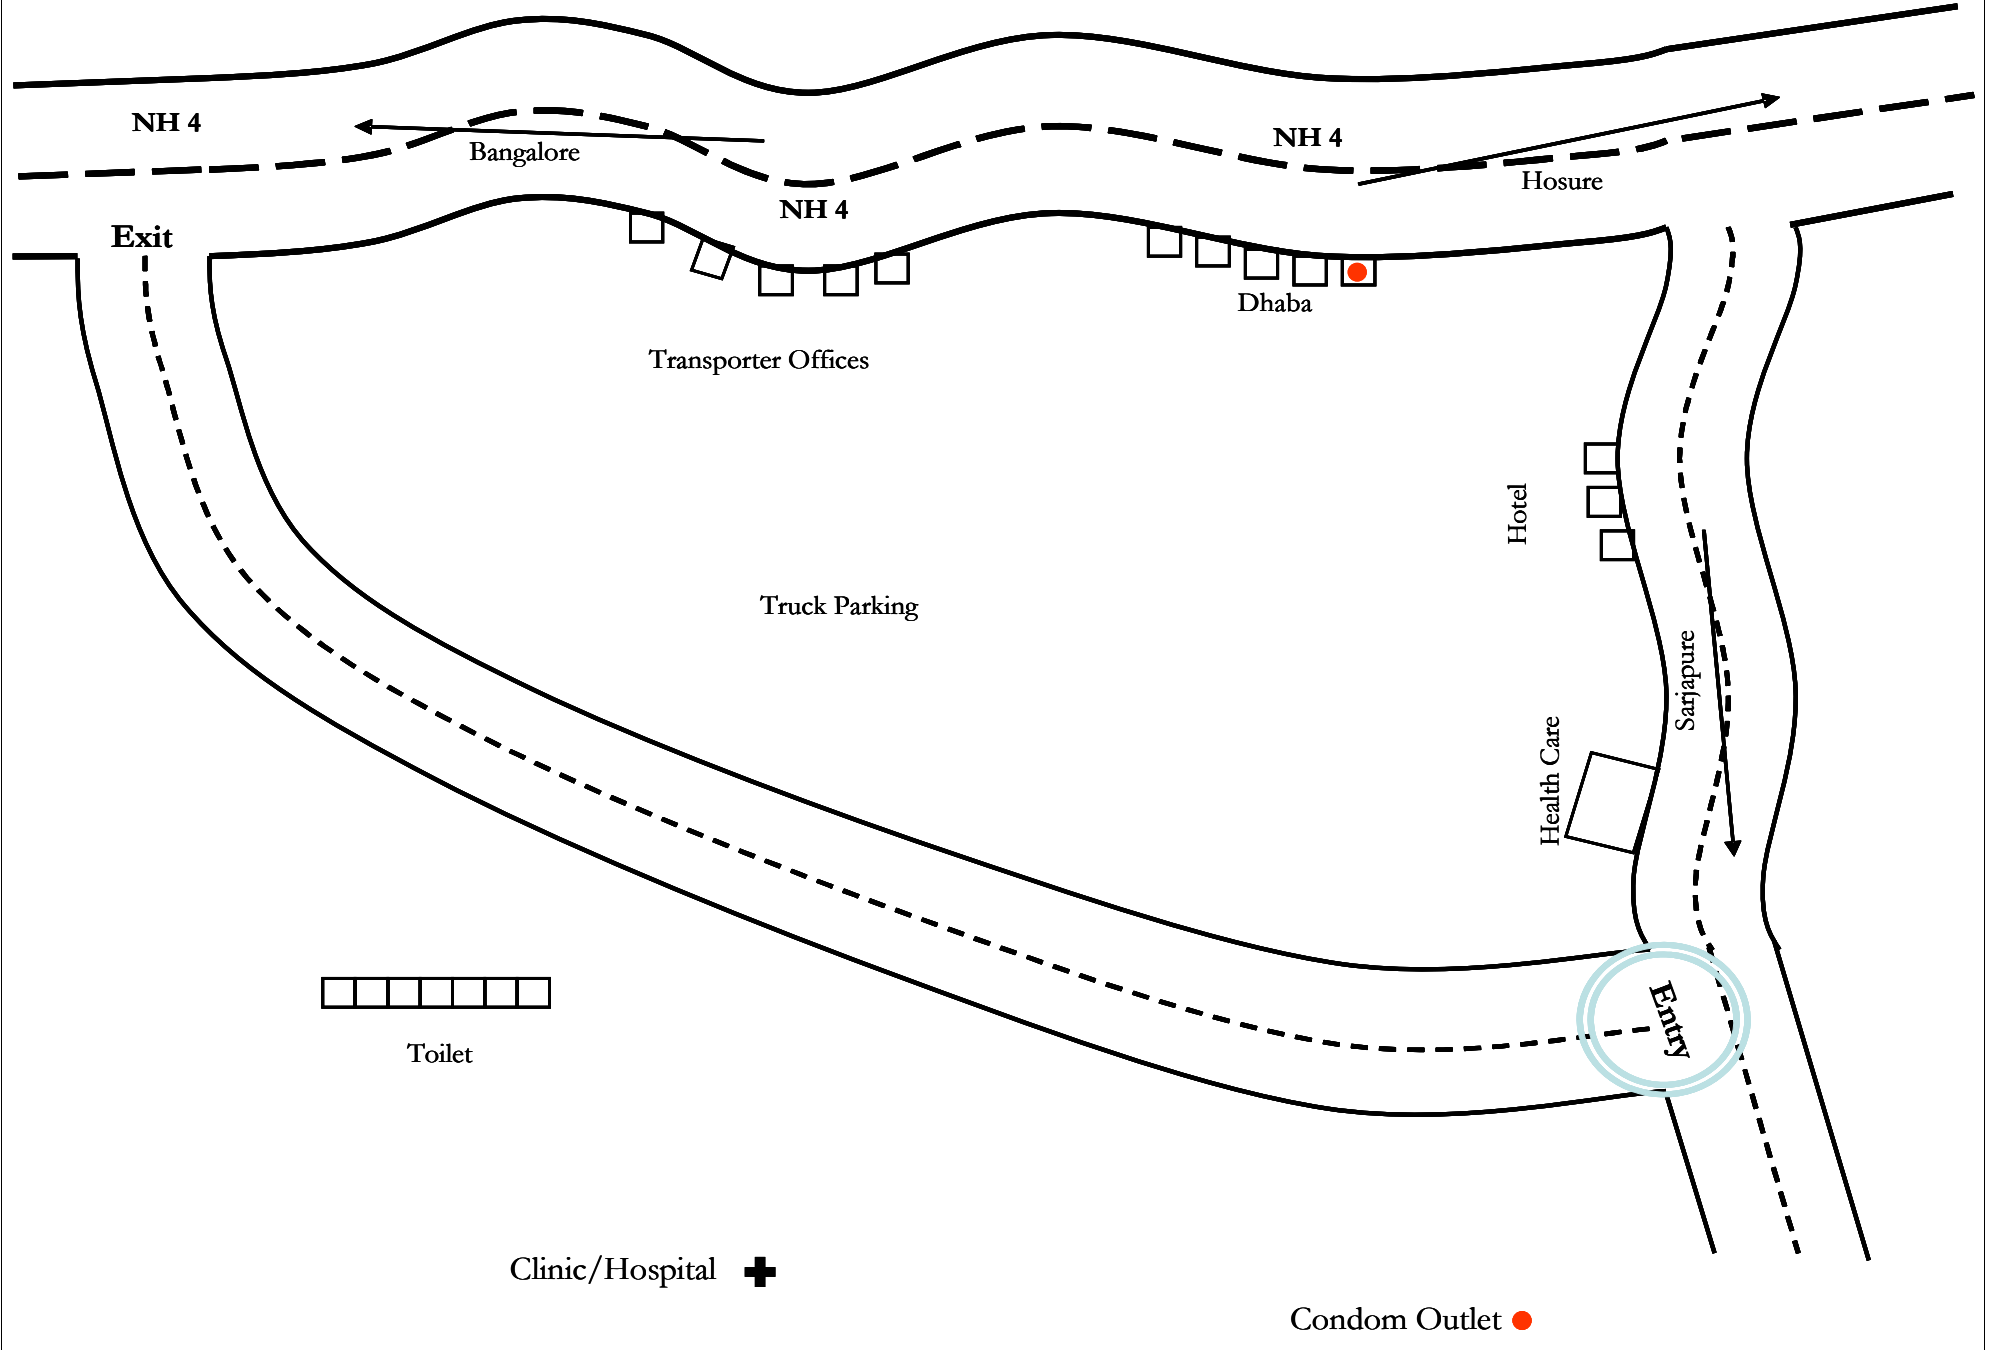 NH 4
Bangalore
NH 4
Hosure
NH 4
Exit
Dhaba
Transporter Offices
Hotel
Truck Parking
Sarjapure
Health Care
Entry
Toilet
Clinic/Hospital
Condom Outlet